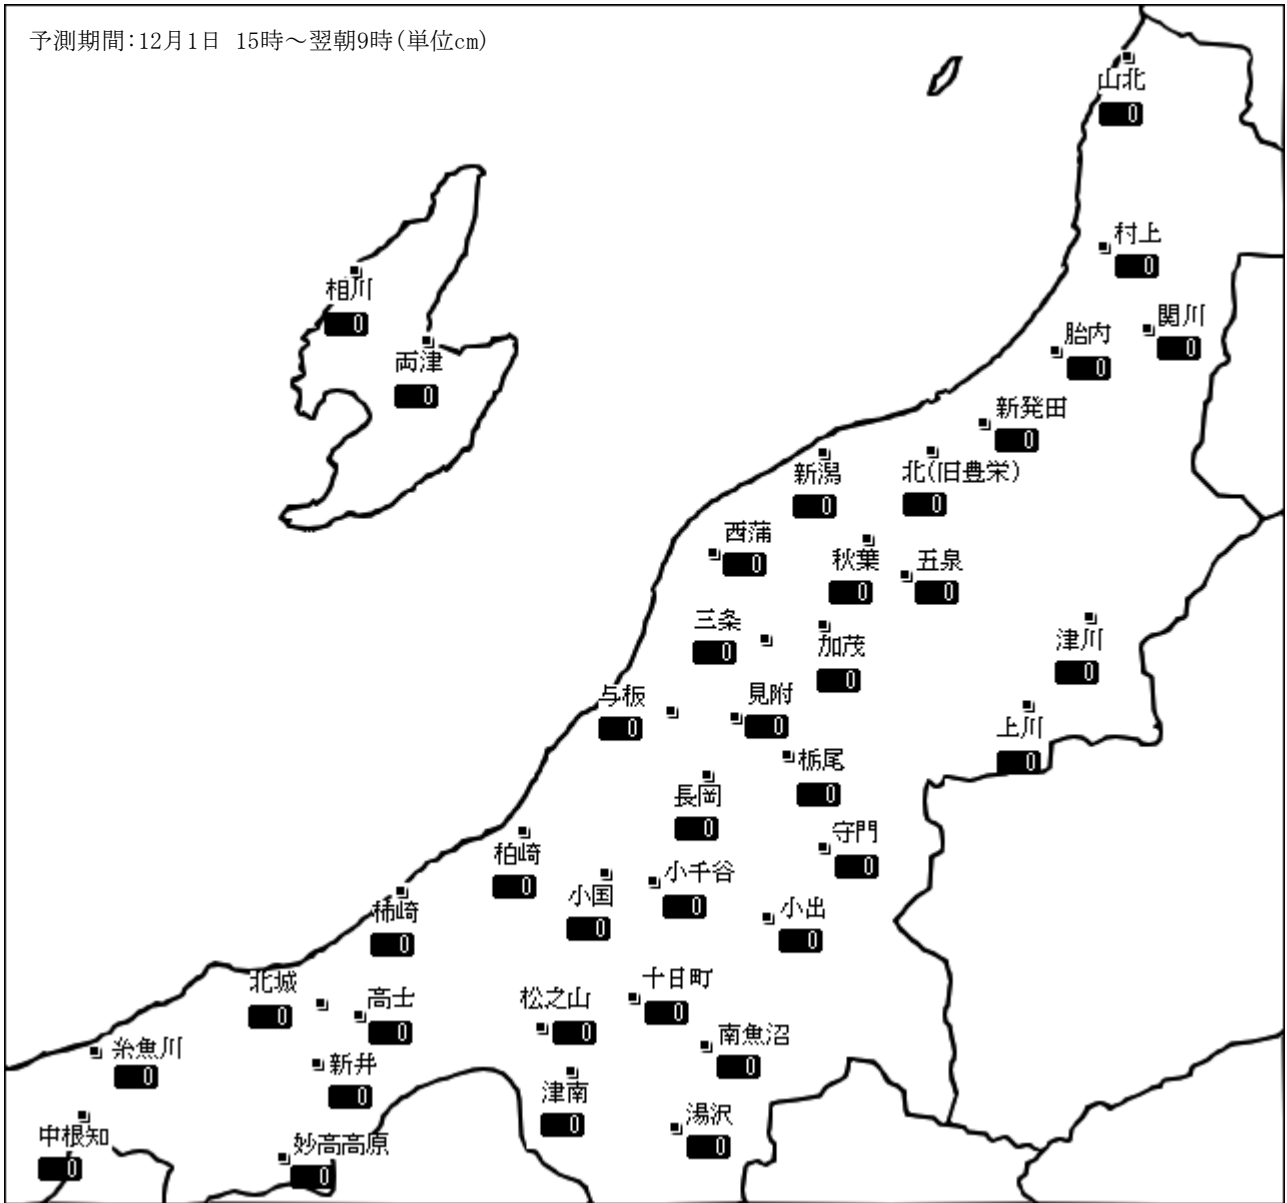 予測期間:12月1日 15時～翌朝9時(単位cm)
山北
0
村上
0
相川
0
関川
0
胎内
0
両津
0
新発田
0
新潟
0
北(旧豊栄)
0
西蒲
0
秋葉
0
五泉
0
三条
0
加茂
0
津川
0
与板
0
見附
0
上川
0
栃尾
0
長岡
0
守門
0
柏崎
0
小国
0
小千谷
0
小出
0
柿崎
0
北城
0
高士
0
松之山
0
十日町
0
南魚沼
0
糸魚川
0
新井
0
津南
0
湯沢
0
中根知
0
妙高高原
0